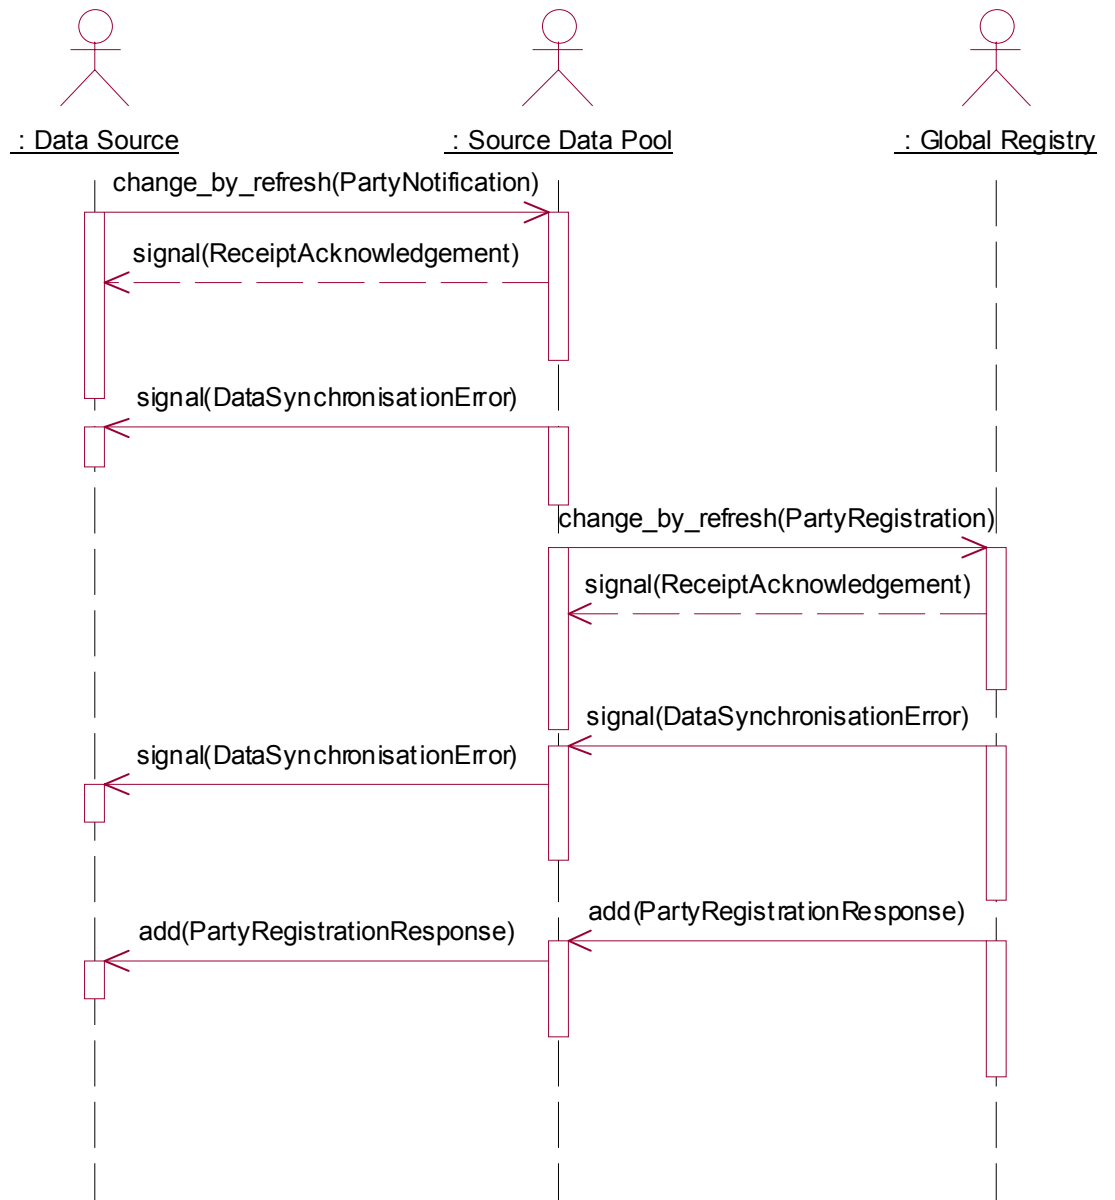 : Data Source
: Source Data Pool
: Global Registry
change_by_refresh(PartyNotification)
signal(ReceiptAcknowledgement)
signal(DataSynchronisationError)
change_by_refresh(PartyRegistration)
signal(ReceiptAcknowledgement)
signal(DataSynchronisationError)
signal(DataSynchronisationError)
add(PartyRegistrationResponse)
add(PartyRegistrationResponse)